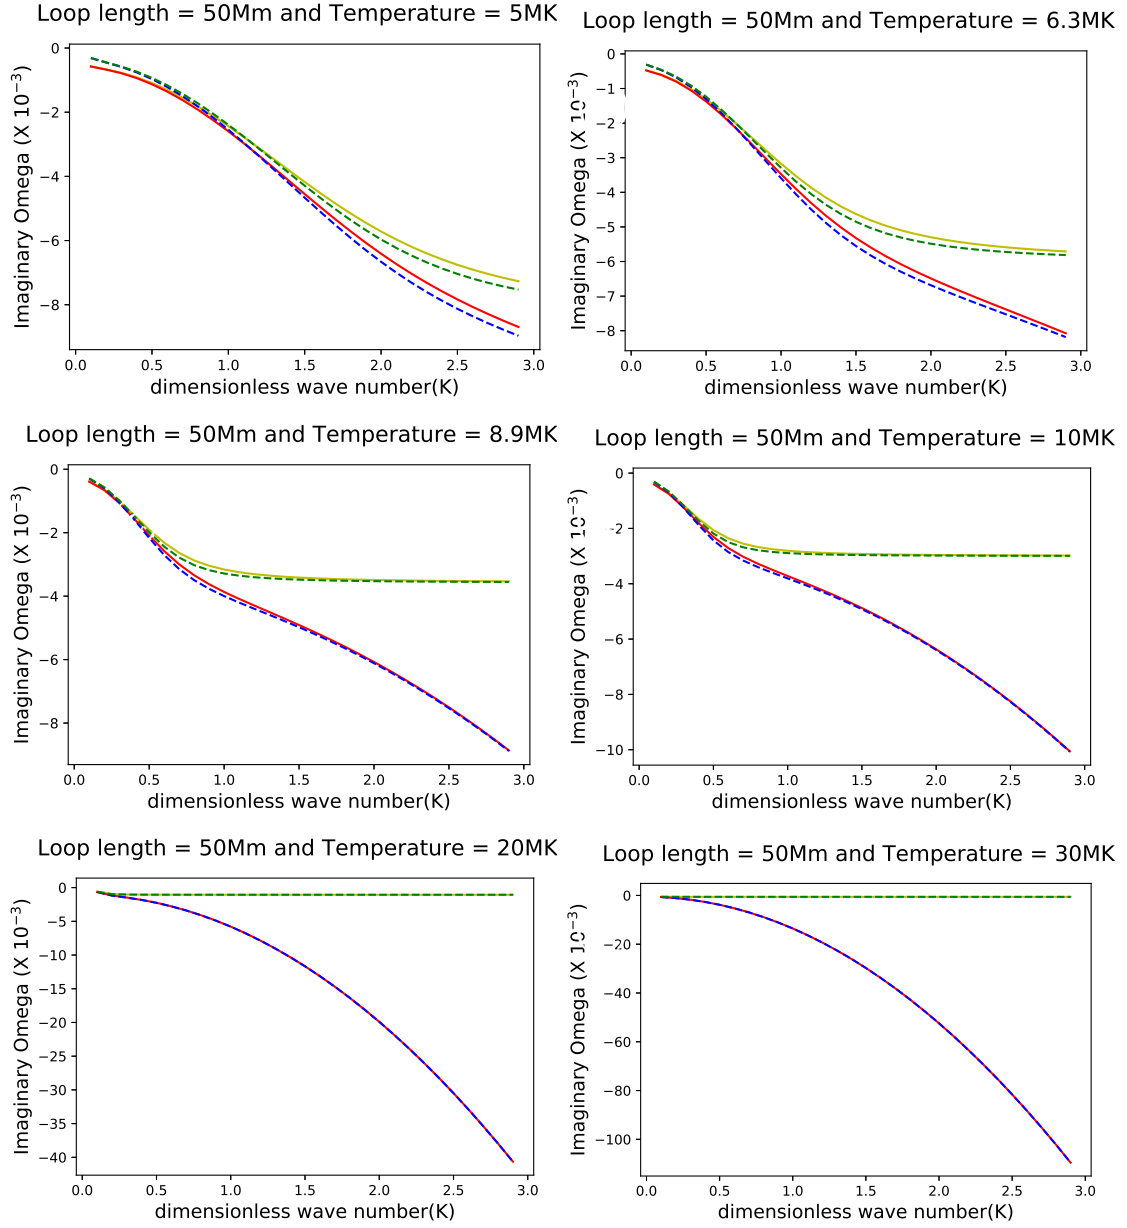 Loop length = 50Mm and Temperature = 5MK
Imaginary Omega (X 10⁻³)
0
−2
−4
−6
−8
0.0 0.5 1.0 1.5 2.0 2.5 3.0
dimensionless wave number(K)
Loop length = 50Mm and Temperature = 6.3MK
Imaginary Omega (X 10⁻³)
0
−1
−2
−3
−4
−5
−6
−7
−8
0.0 0.5 1.0 1.5 2.0 2.5 3.0
dimensionless wave number(K)
Loop length = 50Mm and Temperature = 8.9MK
Imaginary Omega (X 10⁻³)
0
−2
−4
−6
−8
0.0 0.5 1.0 1.5 2.0 2.5 3.0
dimensionless wave number(K)
Loop length = 50Mm and Temperature = 10MK
Imaginary Omega (X 10⁻³)
0
−2
−4
−6
−8
−10
0.0 0.5 1.0 1.5 2.0 2.5 3.0
dimensionless wave number(K)
Loop length = 50Mm and Temperature = 20MK
Imaginary Omega (X 10⁻³)
0
−5
−10
−15
−20
−25
−30
−35
−40
0.0 0.5 1.0 1.5 2.0 2.5 3.0
dimensionless wave number(K)
Loop length = 50Mm and Temperature = 30MK
Imaginary Omega (X 10⁻³)
0
−20
−40
−60
−80
−100
0.0 0.5 1.0 1.5 2.0 2.5 3.0
dimensionless wave number(K)